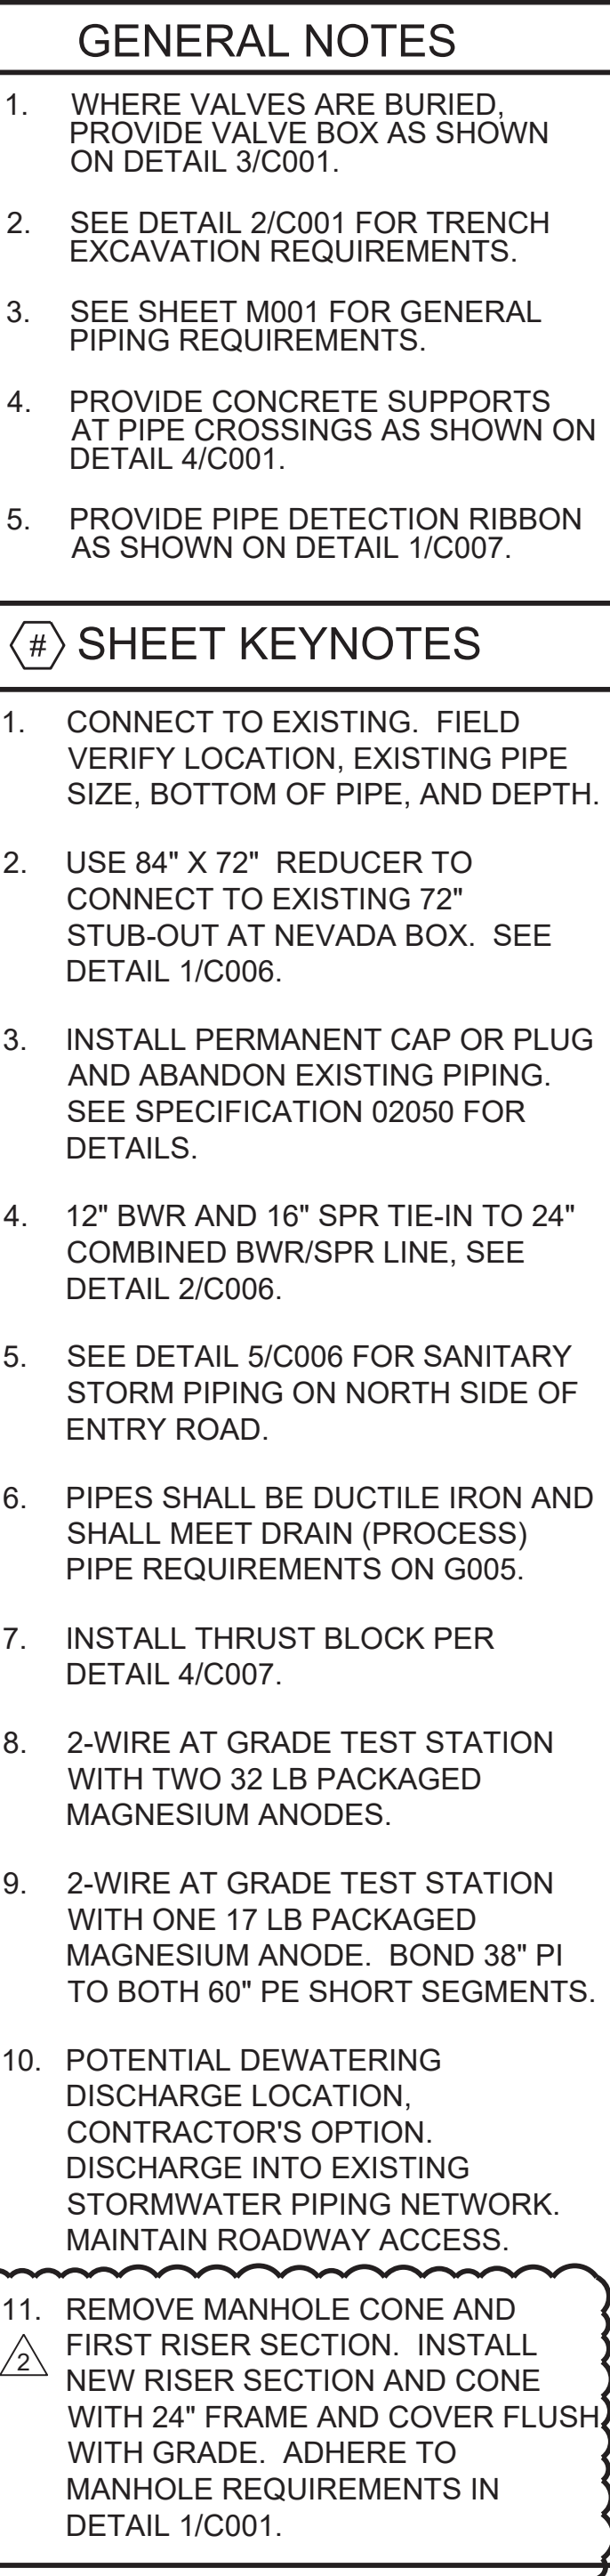 GENERAL NOTES
1. WHERE VALVES ARE BURIED,
PROVIDE VALVE BOX AS SHOWN
ON DETAIL 3/C001.
2. SEE DETAIL 2/C001 FOR TRENCH
EXCAVATION REQUIREMENTS.
3. SEE SHEET M001 FOR GENERAL
PIPING REQUIREMENTS.
4. PROVIDE CONCRETE SUPPORTS
AT PIPE CROSSINGS AS SHOWN ON
DETAIL 4/C001.
5. PROVIDE PIPE DETECTION RIBBON
AS SHOWN ON DETAIL 1/C007.
# SHEET KEYNOTES
1. CONNECT TO EXISTING. FIELD
VERIFY LOCATION, EXISTING PIPE
SIZE, BOTTOM OF PIPE, AND DEPTH.
2. USE 84" X 72" REDUCER TO
CONNECT TO EXISTING 72"
STUB-OUT AT NEVADA BOX. SEE
DETAIL 1/C006.
3. INSTALL PERMANENT CAP OR PLUG
AND ABANDON EXISTING PIPING.
SEE SPECIFICATION 02050 FOR
DETAILS.
4. 12" BWR AND 16" SPR TIE-IN TO 24"
COMBINED BWR/SPR LINE, SEE
DETAIL 2/C006.
5. SEE DETAIL 5/C006 FOR SANITARY
STORM PIPING ON NORTH SIDE OF
ENTRY ROAD.
6. PIPES SHALL BE DUCTILE IRON AND
SHALL MEET DRAIN (PROCESS)
PIPE REQUIREMENTS ON G005.
7. INSTALL THRUST BLOCK PER
DETAIL 4/C007.
8. 2-WIRE AT GRADE TEST STATION
WITH TWO 32 LB PACKAGED
MAGNESIUM ANODES.
9. 2-WIRE AT GRADE TEST STATION
WITH ONE 17 LB PACKAGED
MAGNESIUM ANODE. BOND 38" PI
TO BOTH 60" PE SHORT SEGMENTS.
10. POTENTIAL DEWATERING
DISCHARGE LOCATION,
CONTRACTOR'S OPTION.
DISCHARGE INTO EXISTING
STORMWATER PIPING NETWORK.
MAINTAIN ROADWAY ACCESS.
11. REMOVE MANHOLE CONE AND
2 FIRST RISER SECTION. INSTALL
NEW RISER SECTION AND CONE
WITH 24" FRAME AND COVER FLUSH
WITH GRADE. ADHERE TO
MANHOLE REQUIREMENTS IN
DETAIL 1/C001.